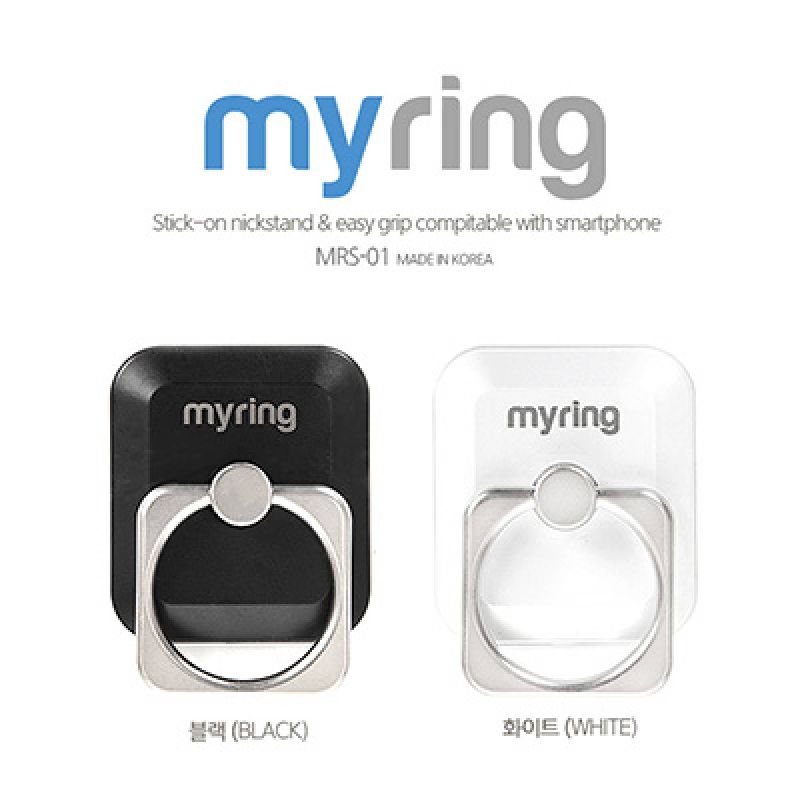 myring
Stick-on nickstand & easy grip compitable with smartphone
MRS-01 MADE IN KOREA
myring
myring
블랙 (BLACK)
화이트 (WHITE)